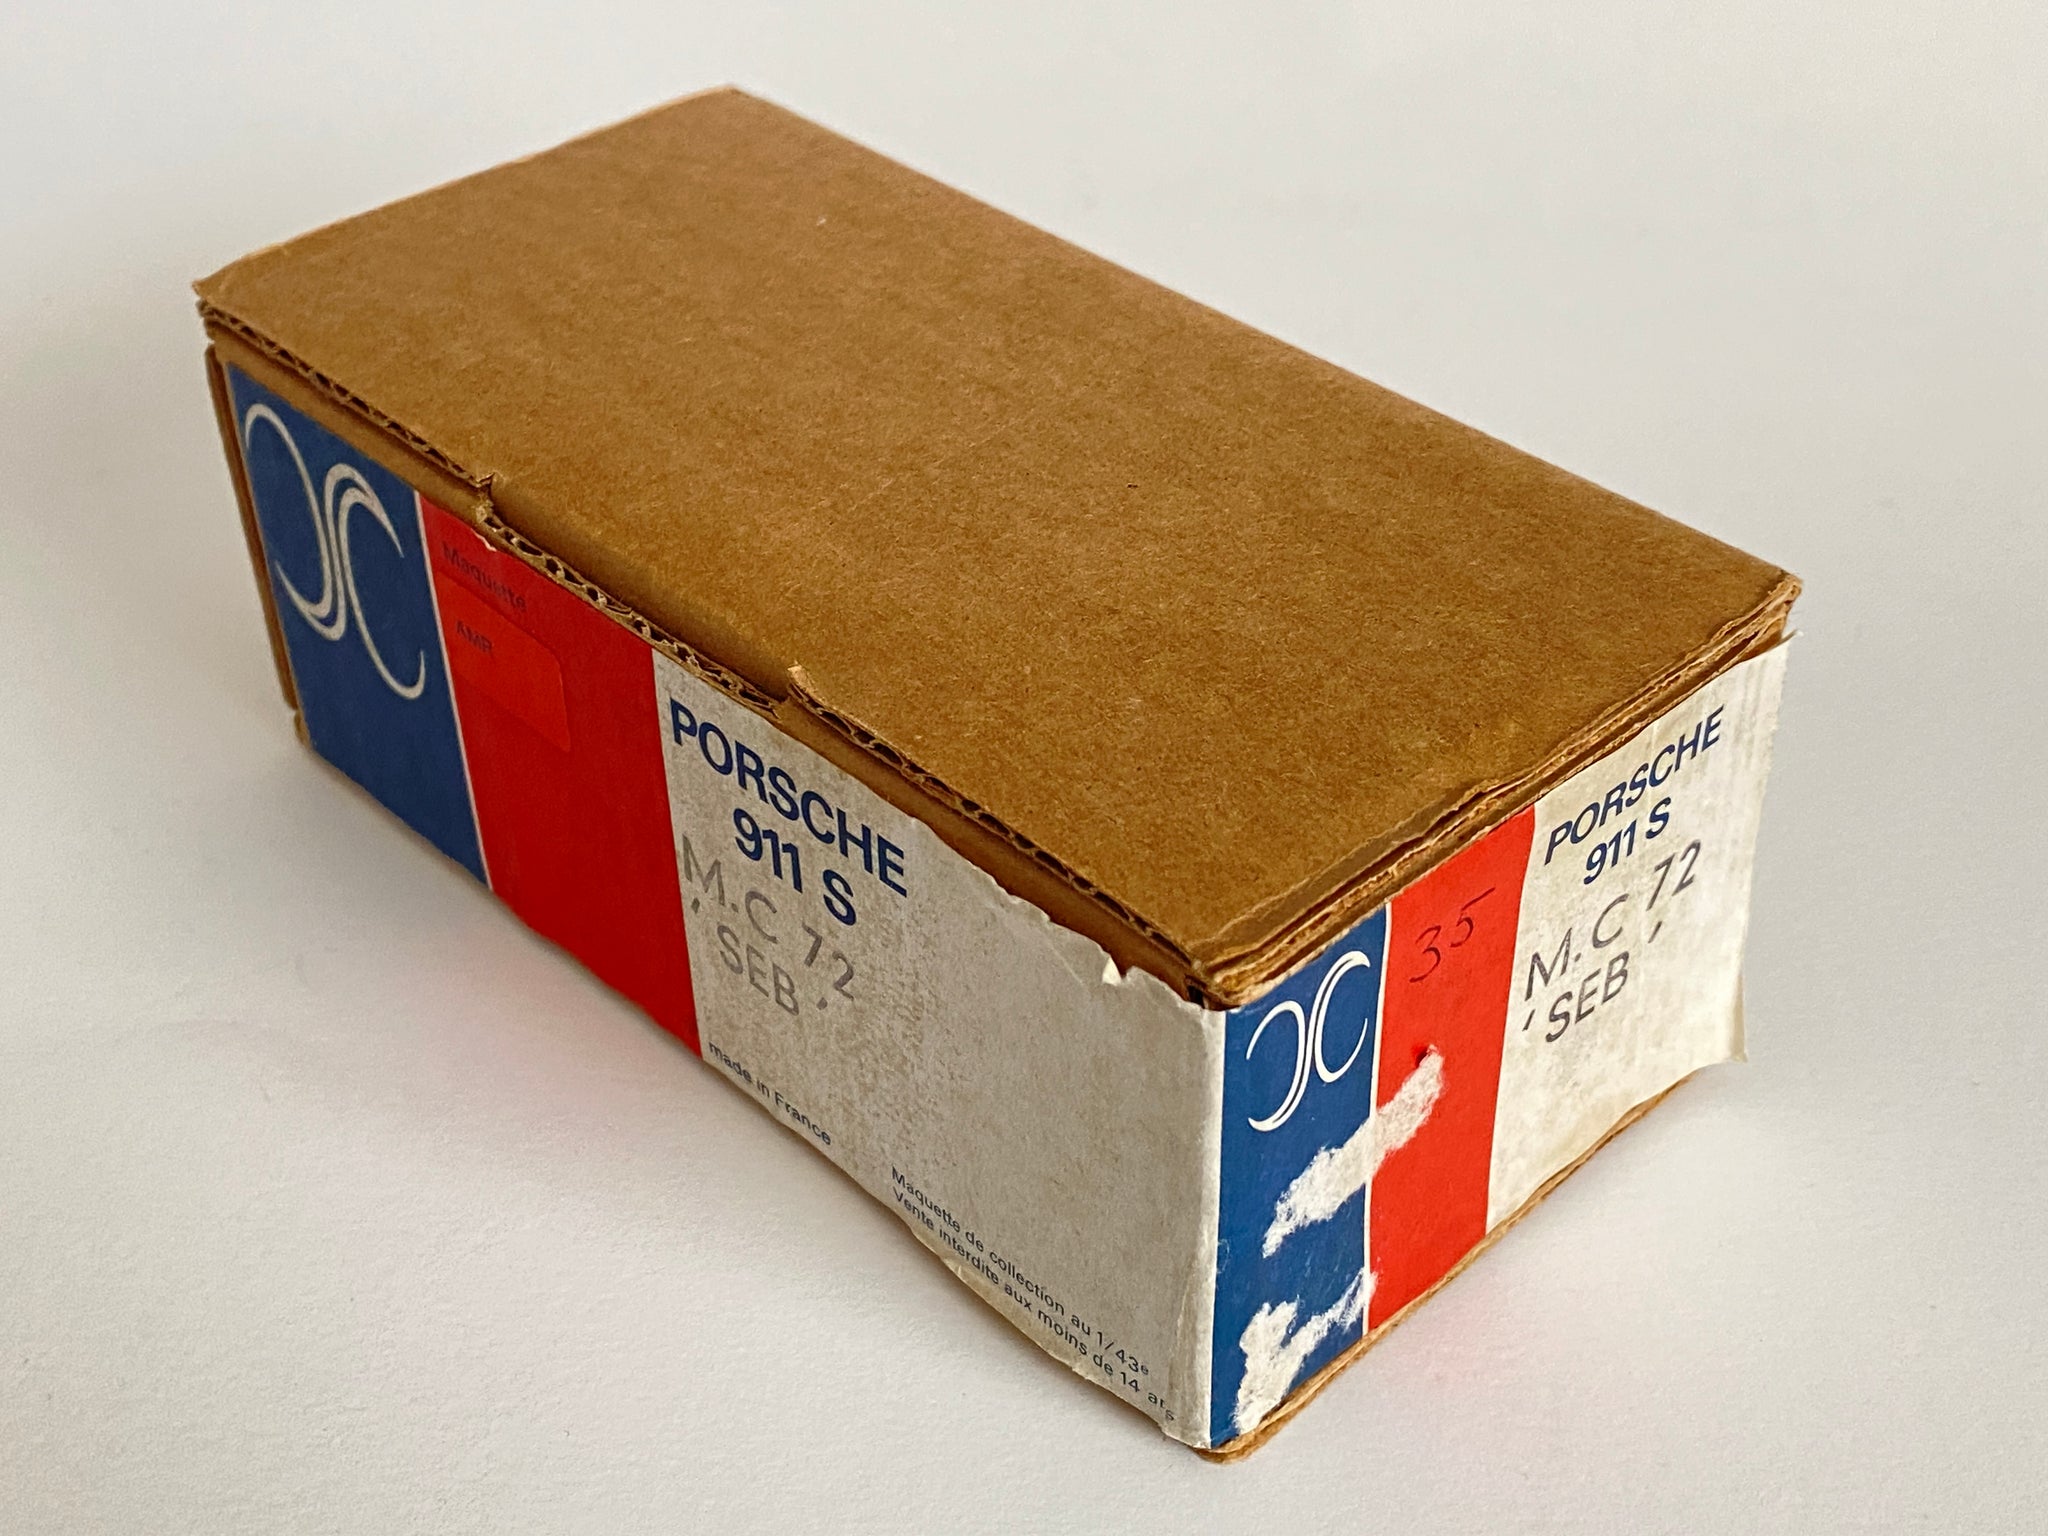 Maquette
AMR
PORSCHE
911 S
M.C 72
'SEB,
made in France
Maquette de collection au 1/43e
Vente interdite aux moins de 14 ans
35
PORSCHE
911 S
M.C 72
'SEB '